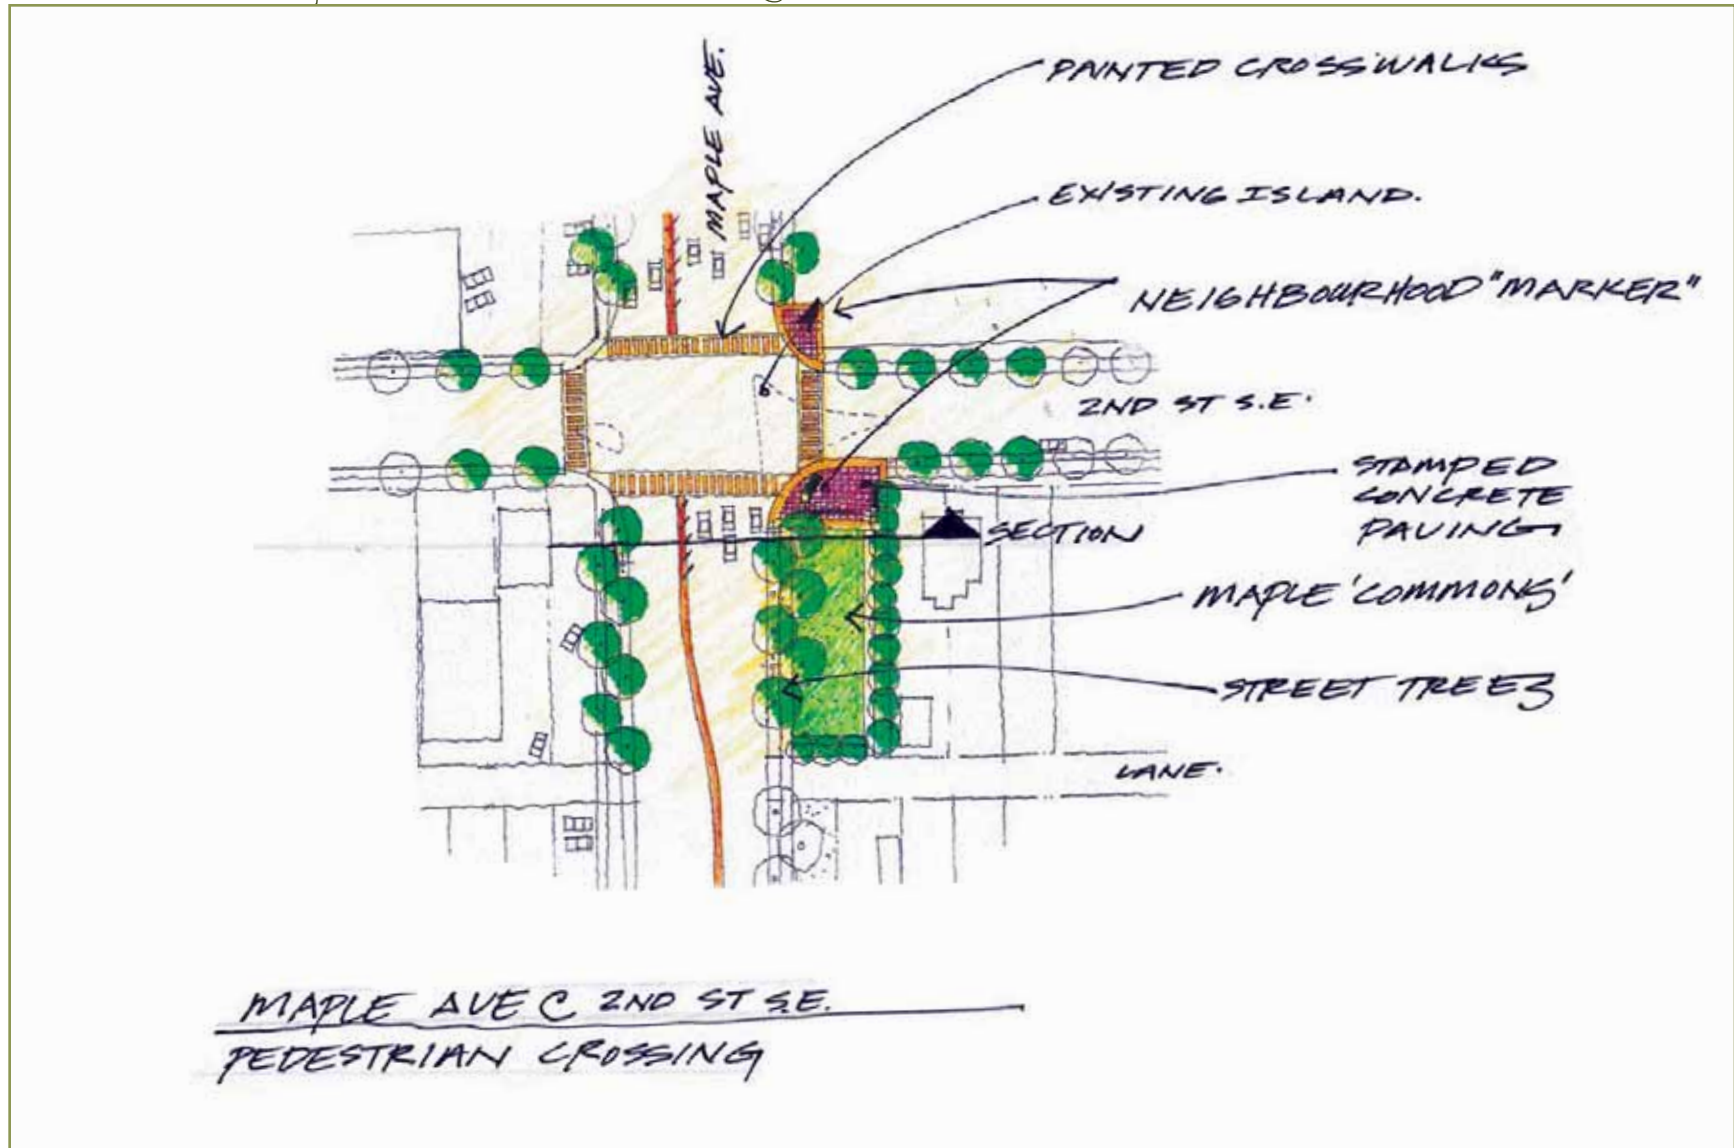 MAPLE AVE.
PAINTED CROSSWALKS
EXISTING ISLAND.
NEIGHBOURHOOD "MARKER"
2ND ST S.E.
STAMPED
CONCRETE
PAVING
SECTION
MAPLE 'COMMONS'
STREET TREES
LANE.
MAPLE AVE C 2ND ST S.E.
PEDESTRIAN CROSSING